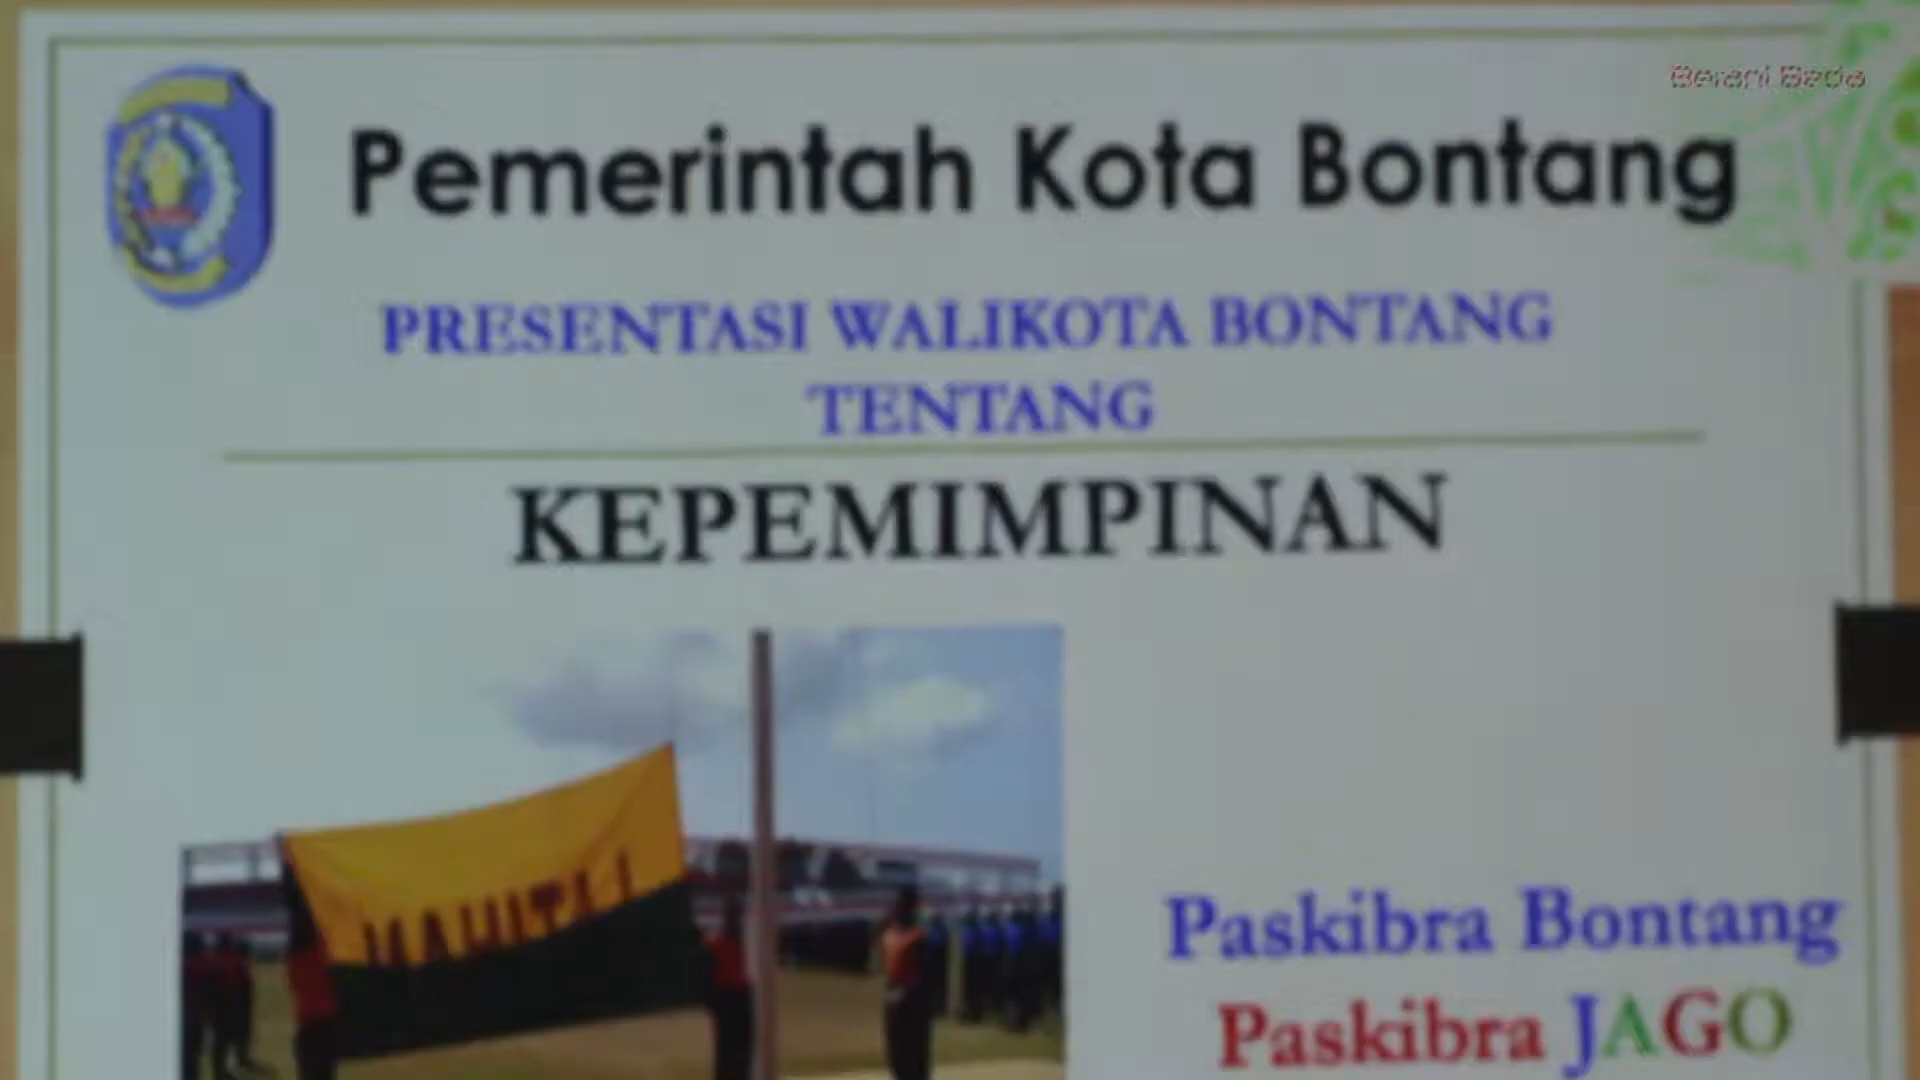 Berani Beda
Pemerintah Kota Bontang
PRESENTASI WALIKOTA BONTANG
TENTANG
KEPEMIMPINAN
Paskibra Bontang
Paskibra JAGO